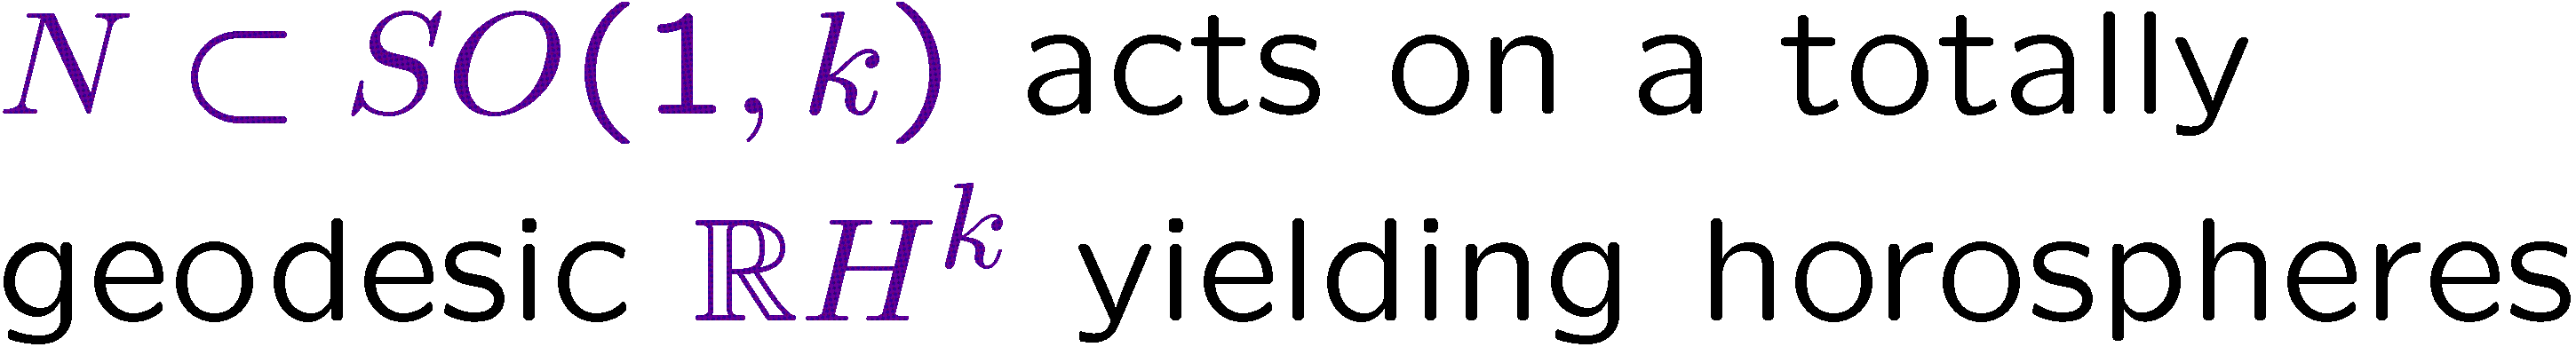 N ⊂ SO(1, k) acts on a totally
geodesic ℝH^k yielding horospheres